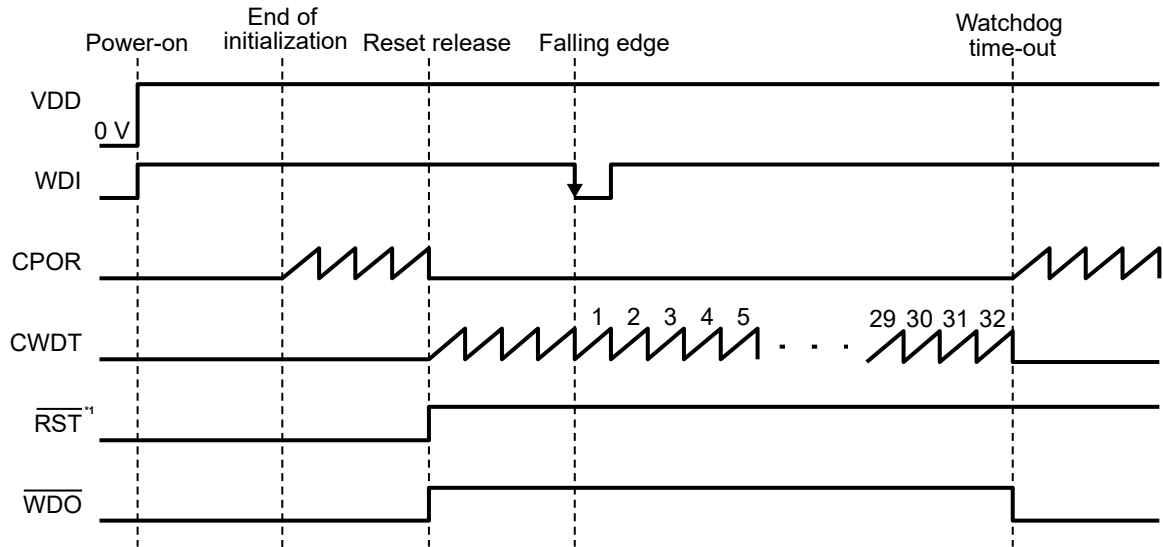 Power-on
End of
initialization
Reset release
Falling edge
Watchdog
time-out
VDD
0 V
WDI
CPOR
CWDT
1 2 3 4 5 . . . 29 30 31 32
RST*1
WDO